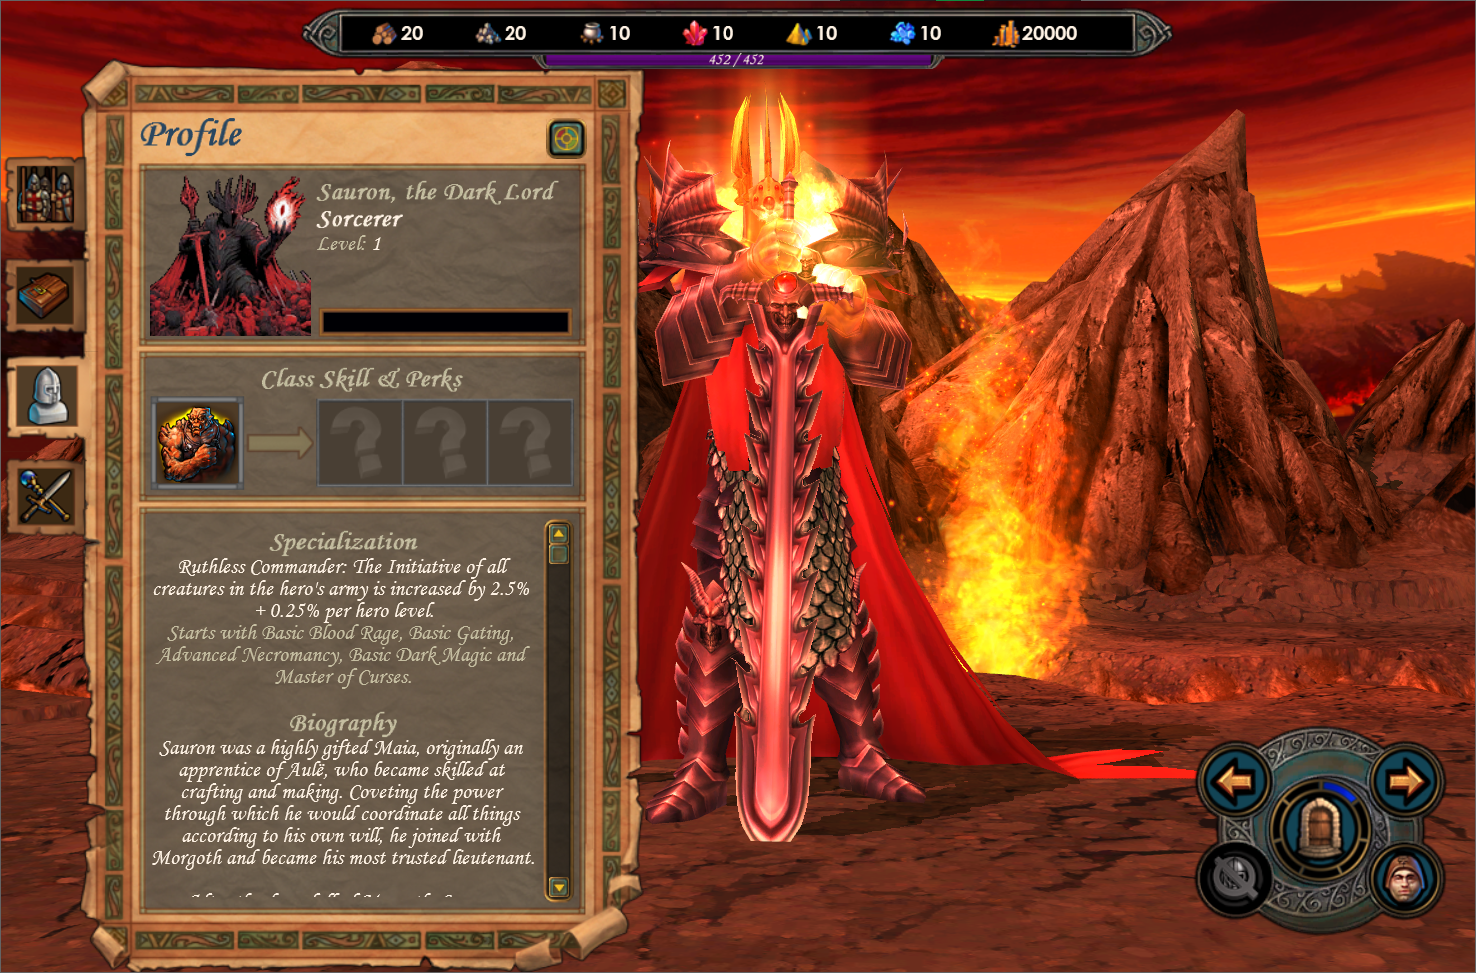 20 20 10 10 10 10 20000
452 / 452
Profile
Sauron, the Dark Lord
Sorcerer
Level: 1
Class Skill & Perks
? ? ?
Specialization
Ruthless Commander: The Initiative of all
creatures in the hero's army is increased by 2.5%
+ 0.25% per hero level.
Starts with Basic Blood Rage, Basic Gating,
Advanced Necromancy, Basic Dark Magic and
Master of Curses.
Biography
Sauron was a highly gifted Maia, originally an
apprentice of Aulë, who became skilled at
crafting and making. Coveting the power
through which he would coordinate all things
according to his own will, he joined with
Morgoth and became his most trusted lieutenant.